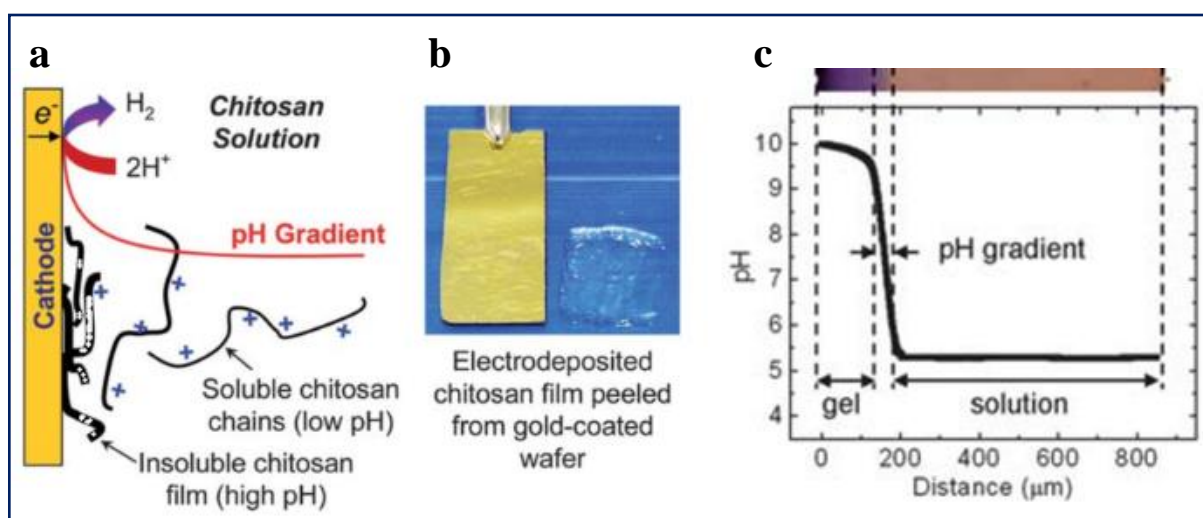 a
e-
H2
2H+
Chitosan
Solution
pH Gradient
Cathode
+
+
+
+
+
+
+
+
Soluble chitosan
chains (low pH)
Insoluble chitosan
film (high pH)
b
Electrodeposited
chitosan film peeled
from gold-coated
wafer
c
10
9
8
7
6
5
4
pH
pH gradient
gel
solution
0 200 400 600 800
Distance (μm)